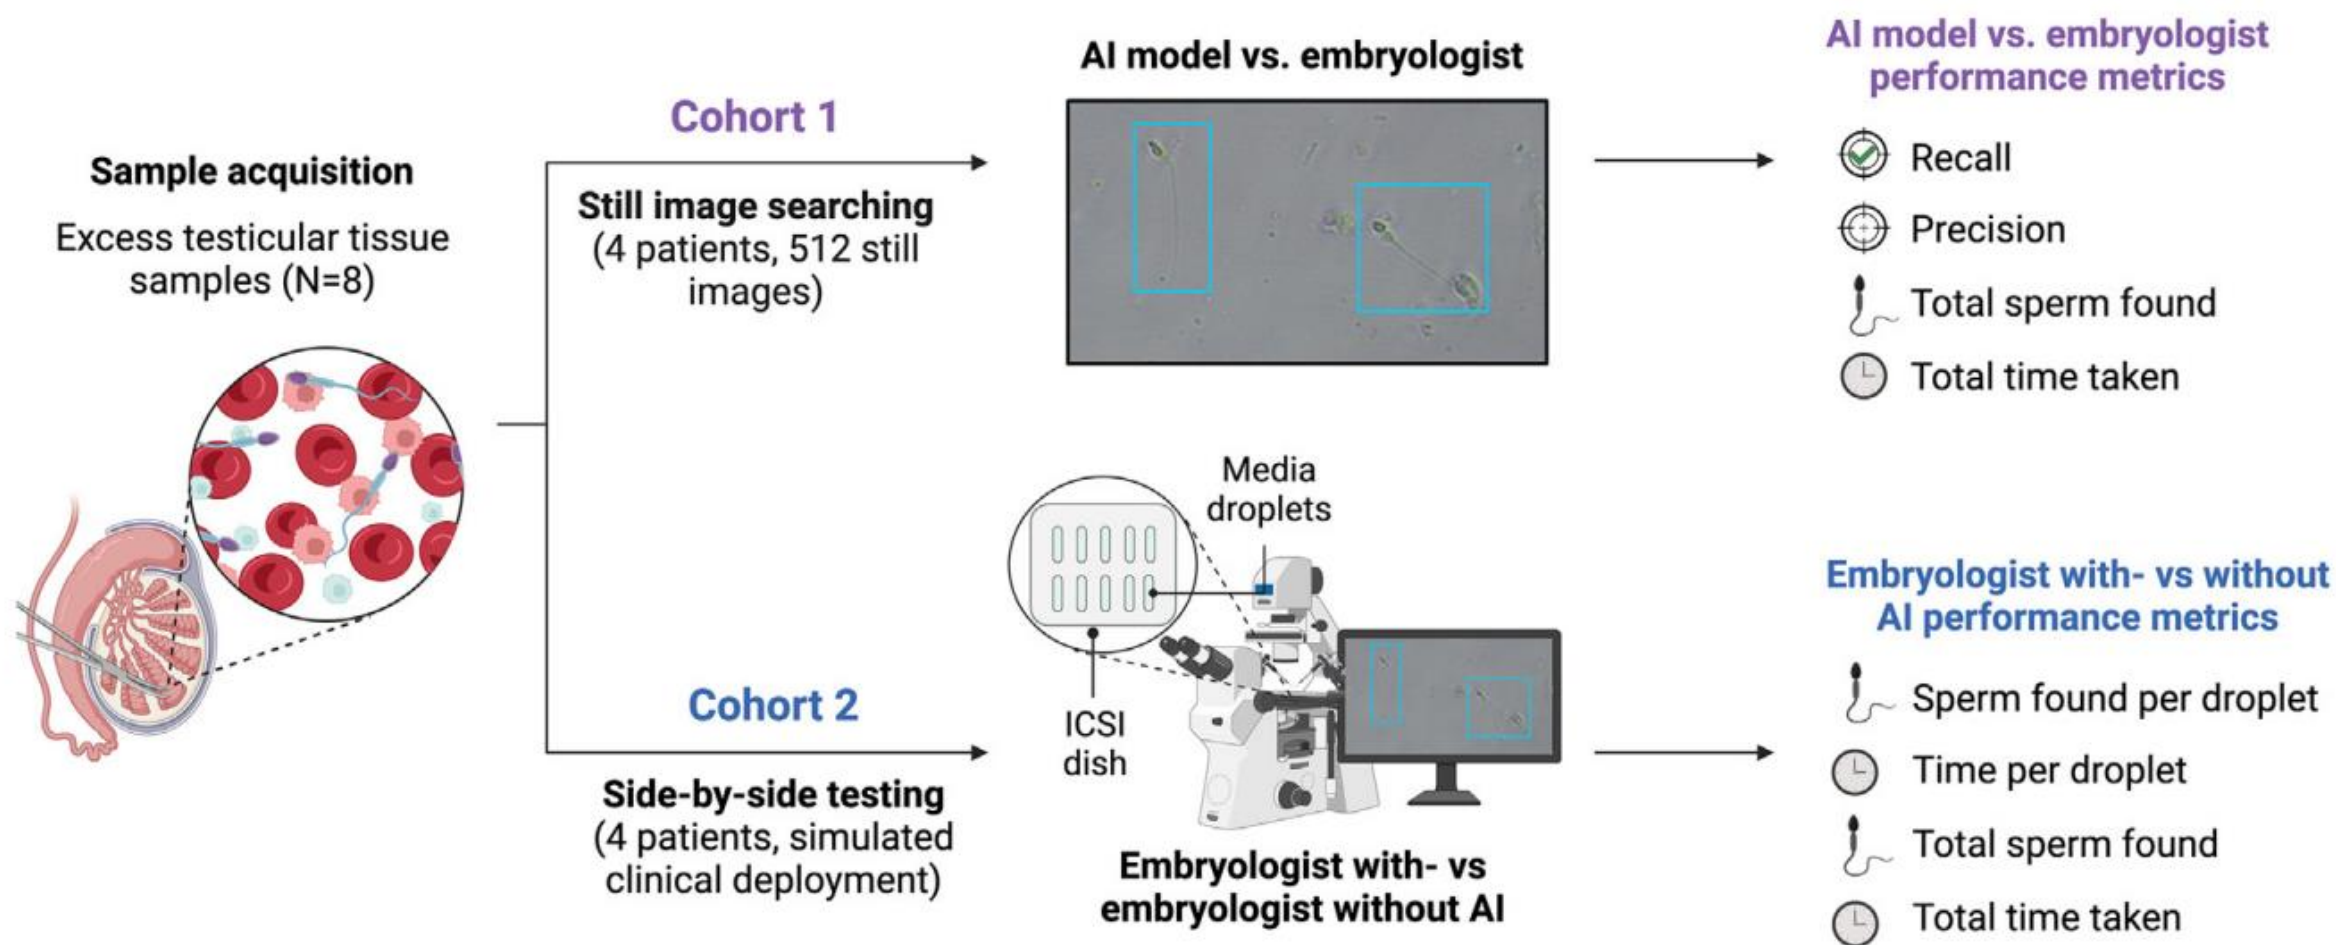 Sample acquisition
Excess testicular tissue
samples (N=8)
Cohort 1
Still image searching
(4 patients, 512 still
images)
AI model vs. embryologist
AI model vs. embryologist
performance metrics
Recall
Precision
Total sperm found
Total time taken
Cohort 2
Side-by-side testing
(4 patients, simulated
clinical deployment)
Media
droplets
ICSI
dish
Embryologist with- vs
embryologist without AI
Embryologist with- vs without
AI performance metrics
Sperm found per droplet
Time per droplet
Total sperm found
Total time taken